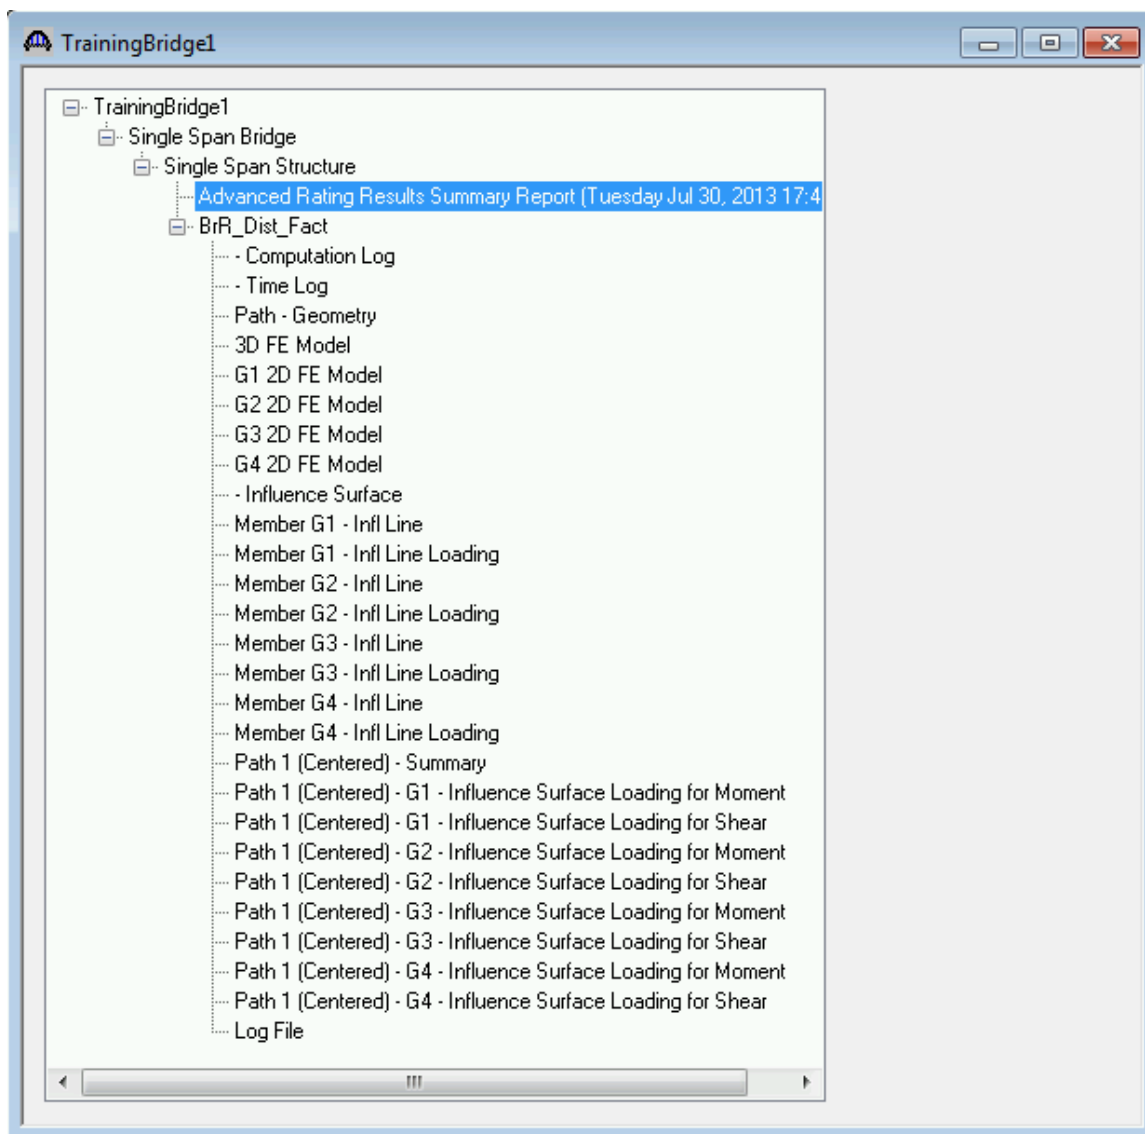 TrainingBridge1
TrainingBridge1
Single Span Bridge
Single Span Structure
Advanced Rating Results Summary Report (Tuesday Jul 30, 2013 17:4
BrR_Dist_Fact
- Computation Log
- Time Log
Path - Geometry
3D FE Model
G1 2D FE Model
G2 2D FE Model
G3 2D FE Model
G4 2D FE Model
- Influence Surface
Member G1 - Infl Line
Member G1 - Infl Line Loading
Member G2 - Infl Line
Member G2 - Infl Line Loading
Member G3 - Infl Line
Member G3 - Infl Line Loading
Member G4 - Infl Line
Member G4 - Infl Line Loading
Path 1 (Centered) - Summary
Path 1 (Centered) - G1 - Influence Surface Loading for Moment
Path 1 (Centered) - G1 - Influence Surface Loading for Shear
Path 1 (Centered) - G2 - Influence Surface Loading for Moment
Path 1 (Centered) - G2 - Influence Surface Loading for Shear
Path 1 (Centered) - G3 - Influence Surface Loading for Moment
Path 1 (Centered) - G3 - Influence Surface Loading for Shear
Path 1 (Centered) - G4 - Influence Surface Loading for Moment
Path 1 (Centered) - G4 - Influence Surface Loading for Shear
Log File